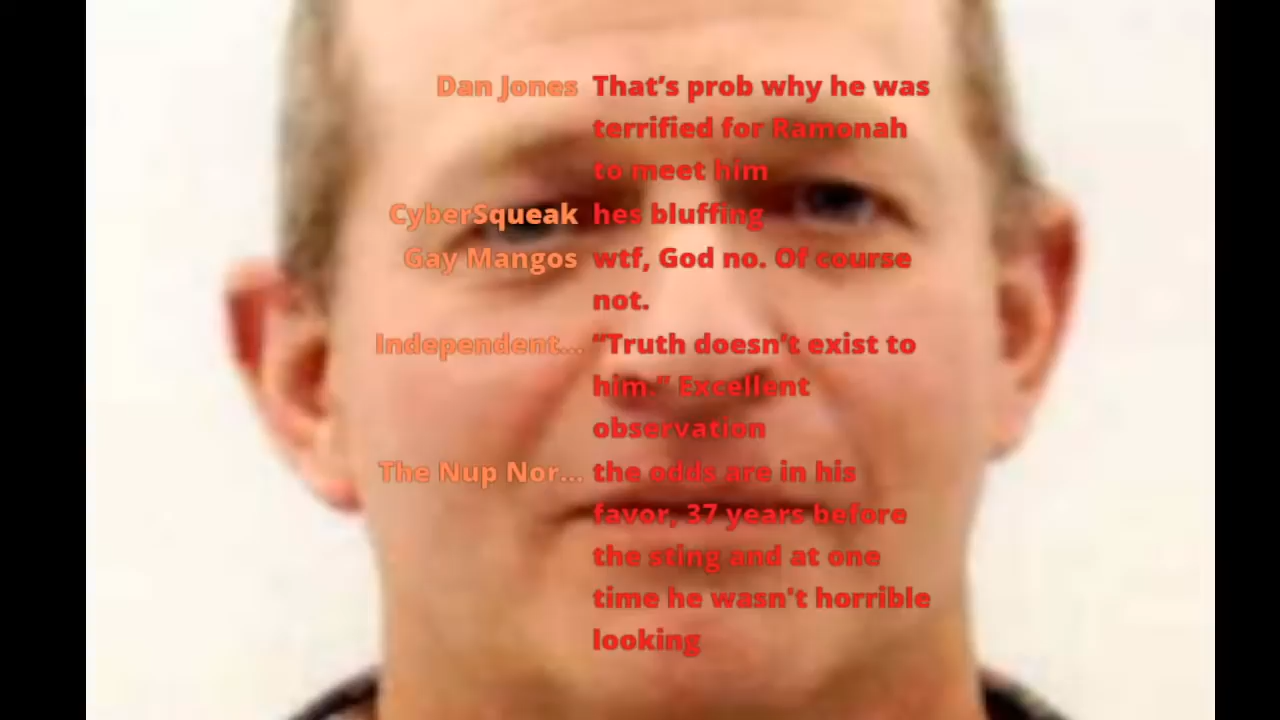 Dan Jones That’s prob why he was
terrified for Ramonah
to meet him
CyberSqueak hes bluffing
Gay Mangos wtf, God no. Of course
not.
Independent... “Truth doesn’t exist to
him.” Excellent
observation
The Nup Nor... the odds are in his
favor, 37 years before
the sting and at one
time he wasn't horrible
looking